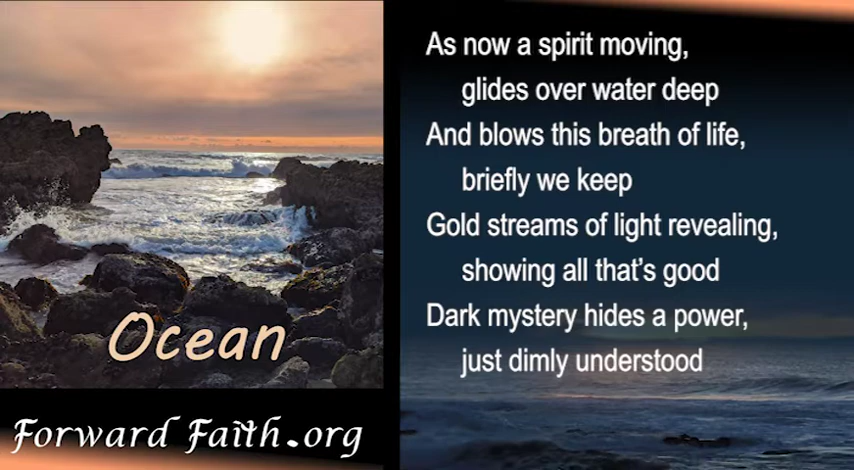 Ocean
Forward Faith.org
As now a spirit moving,
glides over water deep
And blows this breath of life,
briefly we keep
Gold streams of light revealing,
showing all that's good
Dark mystery hides a power,
just dimly understood